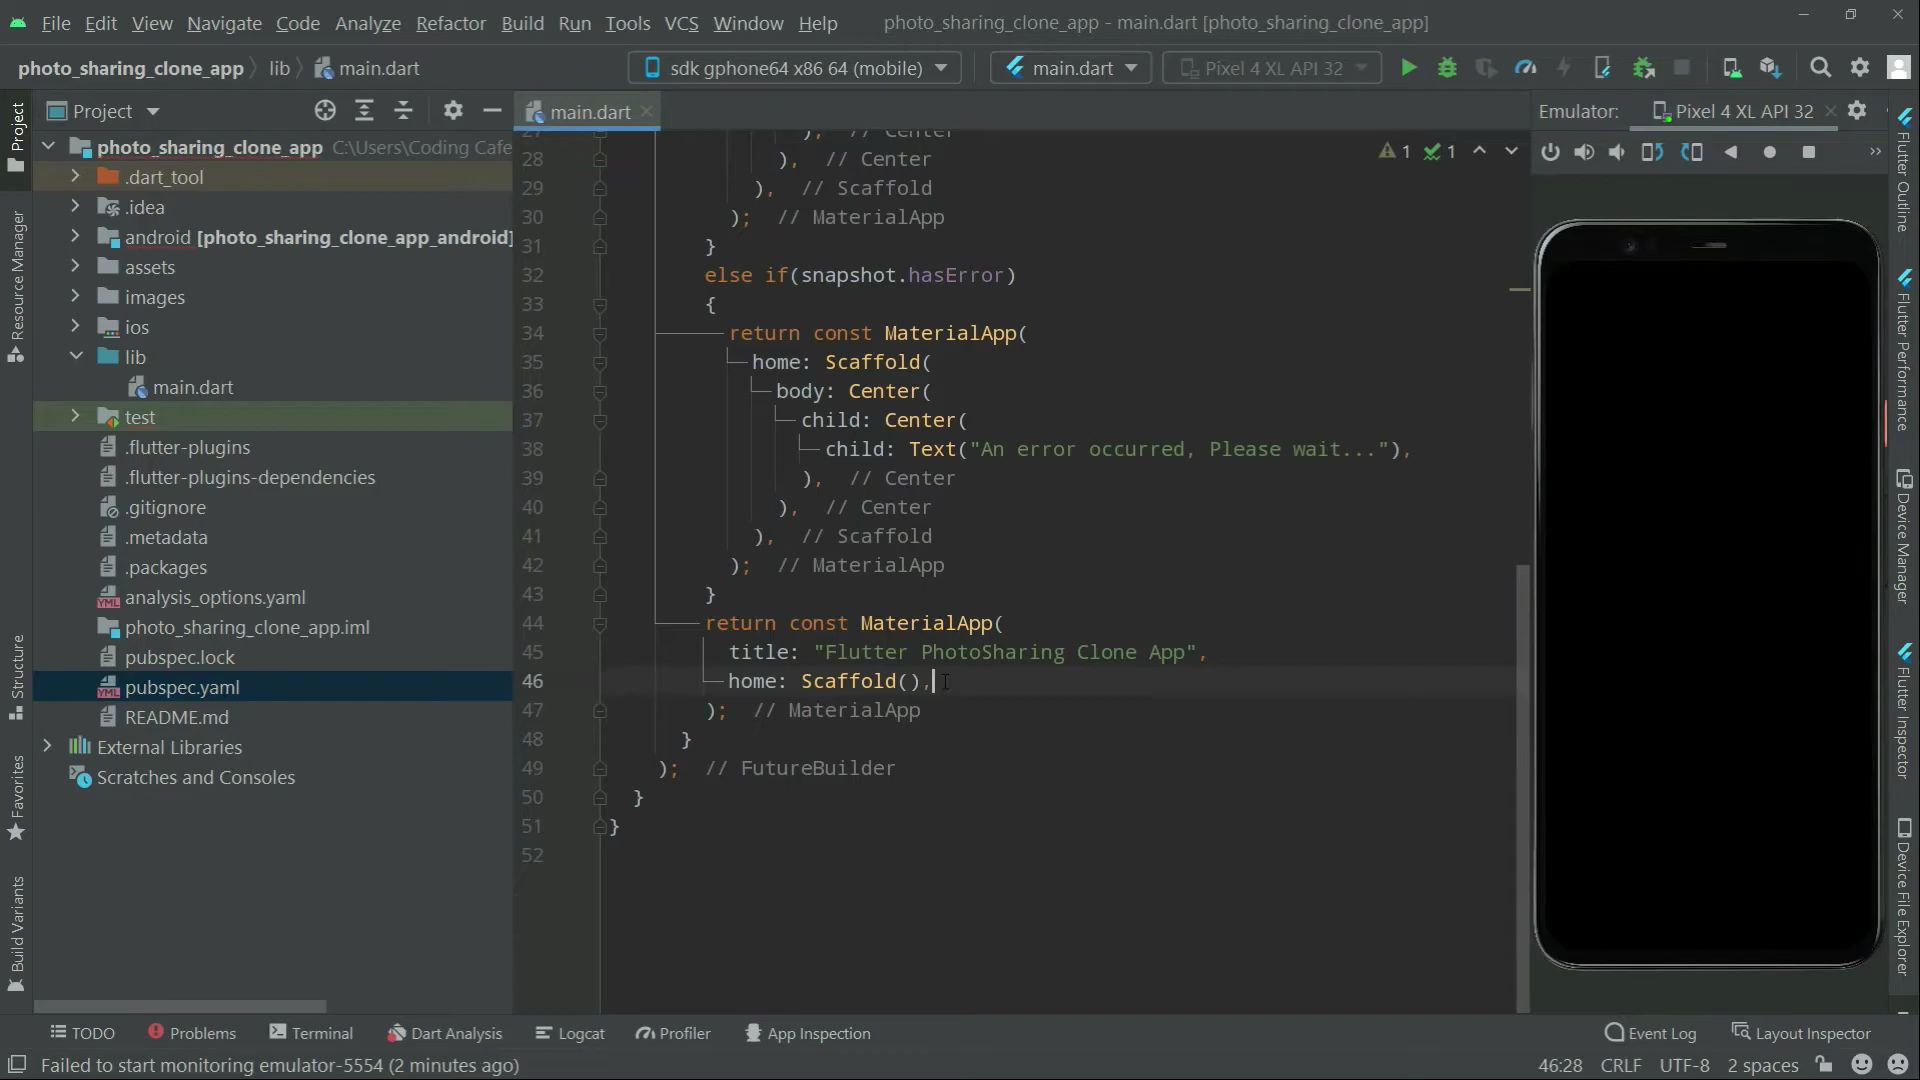 File Edit View Navigate Code Analyze Refactor Build Run Tools VCS Window Help photo_sharing_clone_app - main.dart [photo_sharing_clone_app]
photo_sharing_clone_app lib main.dart sdk gphone64 x86 64 (mobile) main.dart Pixel 4 XL API 32
Project main.dart Emulator: Pixel 4 XL API 32
photo_sharing_clone_app C:\Users\Coding Cafe
.dart_tool
.idea
android [photo_sharing_clone_app_android]
assets
images
ios
lib
main.dart
test
.flutter-plugins
.flutter-plugins-dependencies
.gitignore
.metadata
.packages
analysis_options.yaml
photo_sharing_clone_app.iml
pubspec.lock
pubspec.yaml
README.md
External Libraries
Scratches and Consoles
1 1
27 ), // Center
28 ), // Center
29 ), // Scaffold
30 ); // MaterialApp
31 }
32 else if(snapshot.hasError)
33 {
34 return const MaterialApp(
35 home: Scaffold(
36 body: Center(
37 child: Center(
38 child: Text("An error occurred, Please wait..."),
39 ), // Center
40 ), // Center
41 ), // Scaffold
42 ); // MaterialApp
43 }
44 return const MaterialApp(
45 title: "Flutter PhotoSharing Clone App",
46 home: Scaffold(),
47 ); // MaterialApp
48 }
49 ); // FutureBuilder
50 }
51 }
52
Project
Resource Manager
Structure
Favorites
Build Variants
Flutter Outline
Flutter Performance
Device Manager
Flutter Inspector
Device File Explorer
TODO Problems Terminal Dart Analysis Logcat Profiler App Inspection Event Log Layout Inspector
Failed to start monitoring emulator-5554 (2 minutes ago) 46:28 CRLF UTF-8 2 spaces